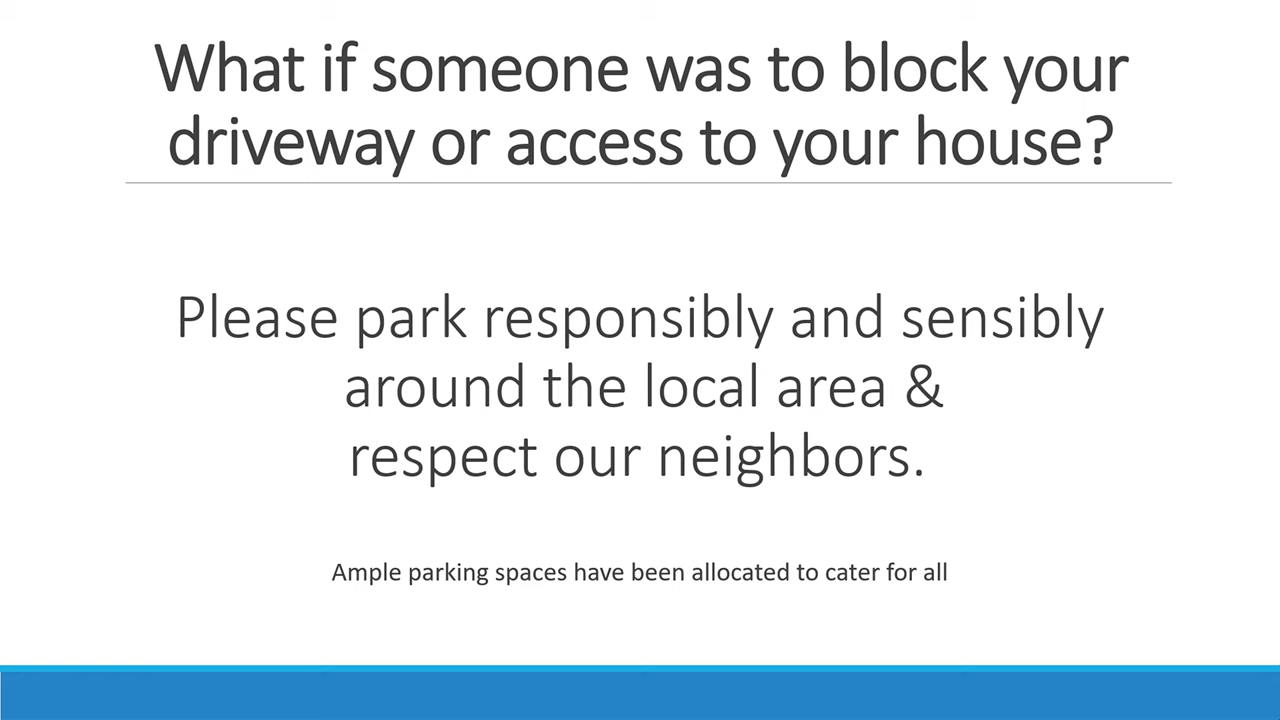 What if someone was to block your
driveway or access to your house?
Please park responsibly and sensibly
around the local area &
respect our neighbors.
Ample parking spaces have been allocated to cater for all